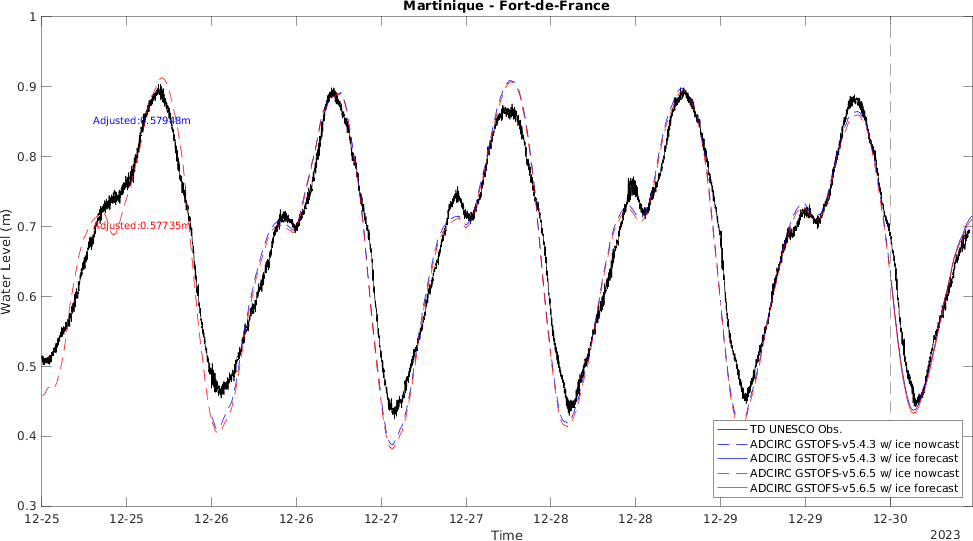 Martinique - Fort-de-France
1
0.9
0.8
0.7
0.6
0.5
0.4
0.3
Water Level (m)
Adjusted:0.57948m
Adjusted:0.57735m
TD UNESCO Obs.
ADCIRC GSTOFS-v5.4.3 w/ ice nowcast
ADCIRC GSTOFS-v5.4.3 w/ ice forecast
ADCIRC GSTOFS-v5.6.5 w/ ice nowcast
ADCIRC GSTOFS-v5.6.5 w/ ice forecast
12-25 12-25 12-26 12-26 12-27 12-27 12-28 12-28 12-29 12-29 12-30
Time
2023